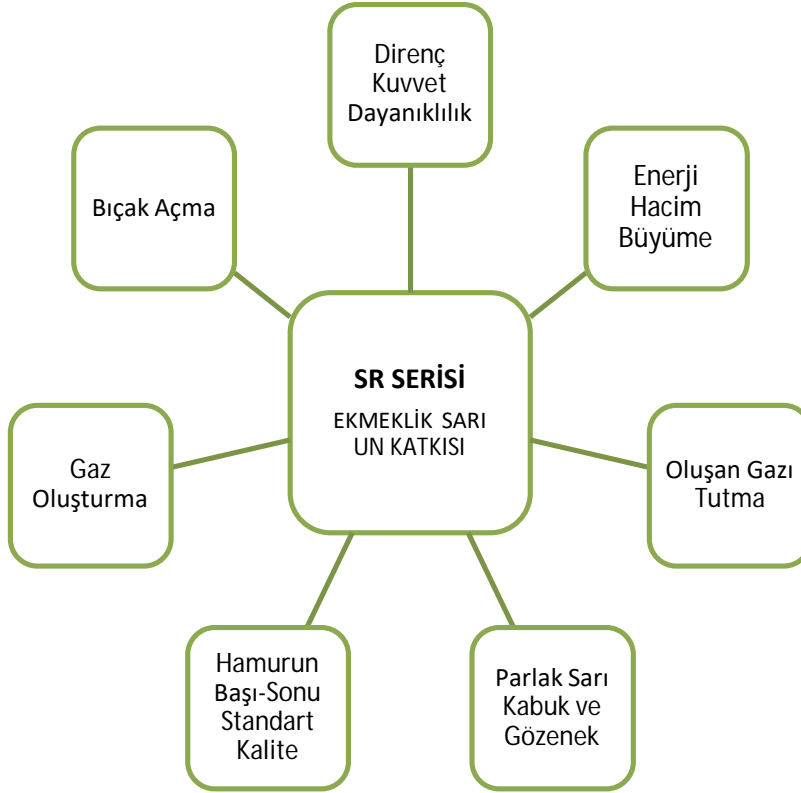 Direnç
Kuvvet
Dayanıklılık
Bıçak Açma
Enerji
Hacim
Büyüme
SR SERİSİ
EKMEKLİK SARI
UN KATKISI
Gaz
Oluşturma
Oluşan Gazı
Tutma
Hamurun
Başı-Sonu
Standart
Kalite
Parlak Sarı
Kabuk ve
Gözenek